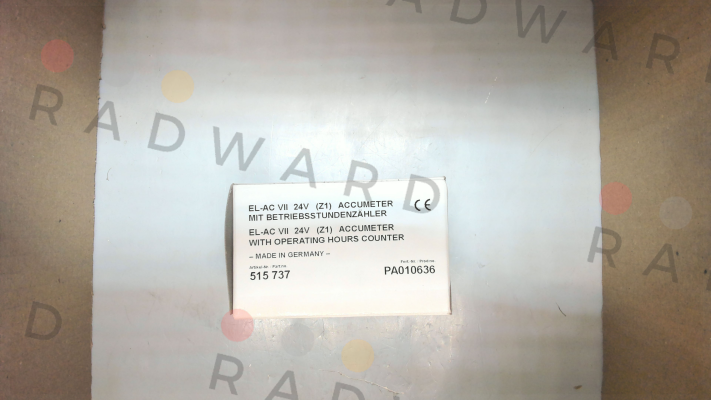 RADWARD
RADWARD
EL-AC VII 24V (Z1) ACCUMETER
MIT BETRIEBSSTUNDENZÄHLER
CE
EL-AC VII 24V (Z1) ACCUMETER
WITH OPERATING HOURS COUNTER
– MADE IN GERMANY –
515 737
PA010636
RA
D
RADWARD